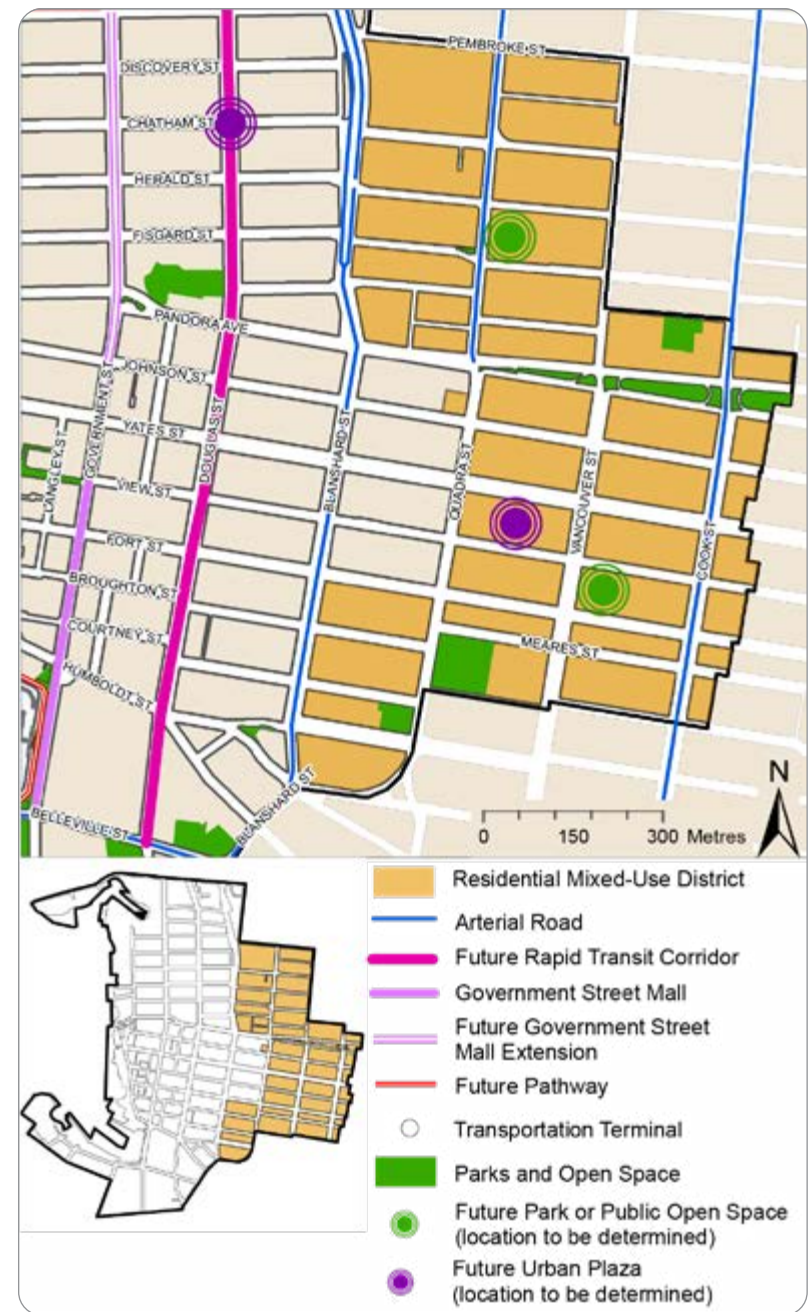 PEMBROKE ST
DISCOVERY ST
CHATHAM ST
HERALD ST
FISGARD ST
PANDORA AVE
JOHNSON ST
YATES ST
VIEW ST
FORT ST
BROUGHTON ST
COURTNEY ST
HUMBOLDT ST
BELLEVILLE ST
LANGLEY ST
GOVERNMENT ST
DOUGLAS ST
BLANSHARD ST
BLANSHARD ST
QUADRA ST
VANCOUVER ST
COOK ST
MEARES ST
N
0 150 300 Metres
Residential Mixed-Use District
Arterial Road
Future Rapid Transit Corridor
Government Street Mall
Future Government Street
Mall Extension
Future Pathway
Transportation Terminal
Parks and Open Space
Future Park or Public Open Space
(location to be determined)
Future Urban Plaza
(location to be determined)